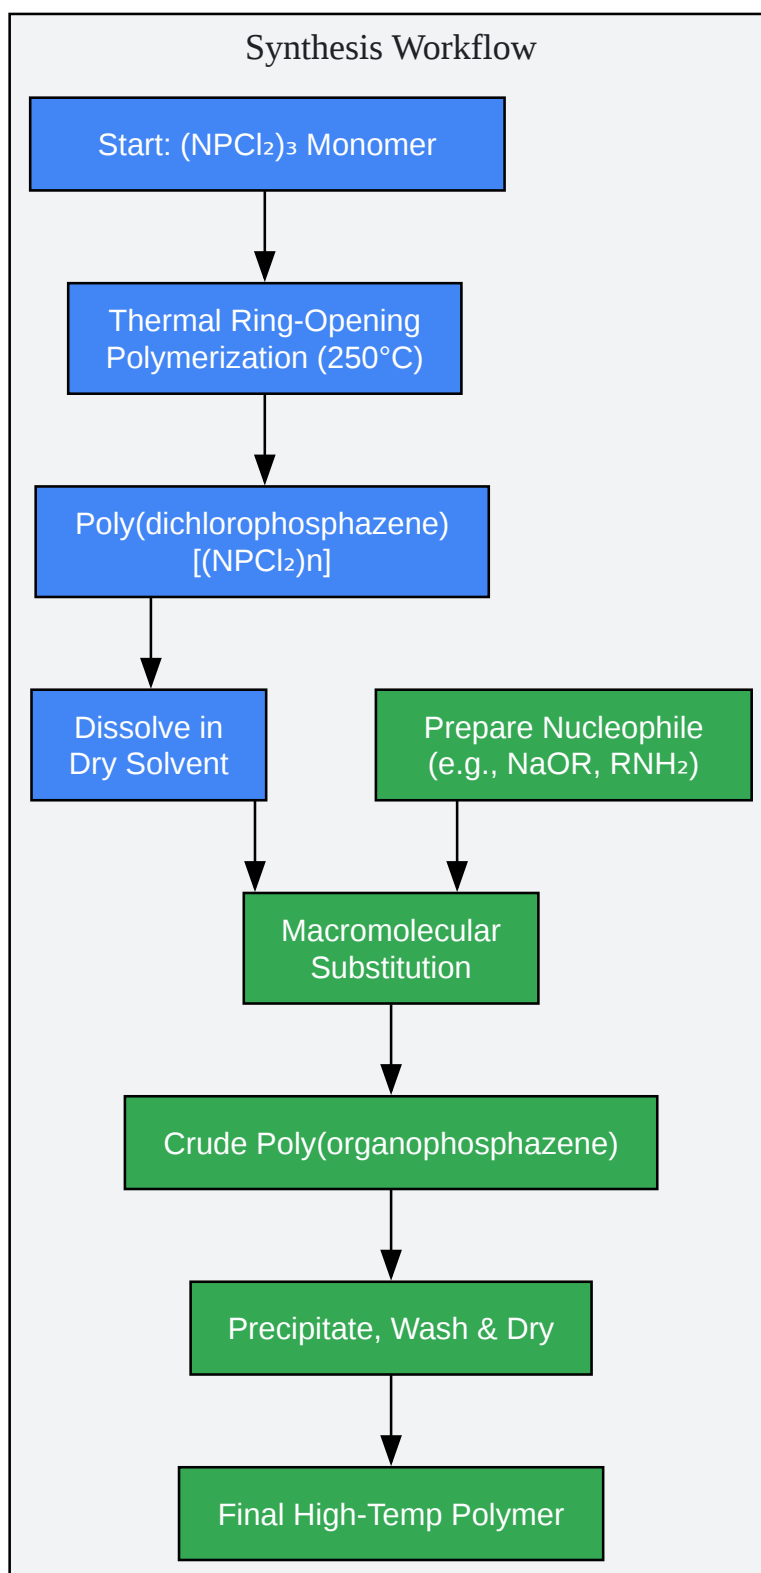 Synthesis Workflow
Start: (NPCl₂)₃ Monomer
Thermal Ring-Opening
Polymerization (250°C)
Poly(dichlorophosphazene)
[(NPCl₂)n]
Dissolve in
Dry Solvent
Prepare Nucleophile
(e.g., NaOR, RNH₂)
Macromolecular
Substitution
Crude Poly(organophosphazene)
Precipitate, Wash & Dry
Final High-Temp Polymer